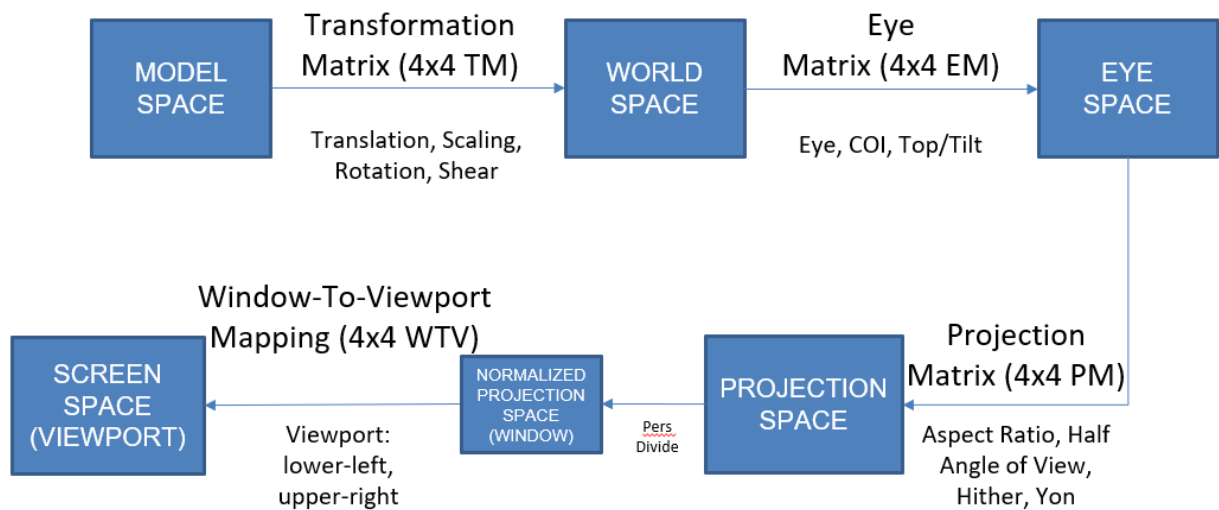 MODEL
SPACE
Transformation
Matrix (4x4 TM)
Translation, Scaling,
Rotation, Shear
WORLD
SPACE
Eye
Matrix (4x4 EM)
Eye, COI, Top/Tilt
EYE
SPACE
Projection
Matrix (4x4 PM)
Aspect Ratio, Half
Angle of View,
Hither, Yon
PROJECTION
SPACE
Pers
Divide
NORMALIZED
PROJECTION
SPACE
(WINDOW)
Window-To-Viewport
Mapping (4x4 WTV)
Viewport:
lower-left,
upper-right
SCREEN
SPACE
(VIEWPORT)